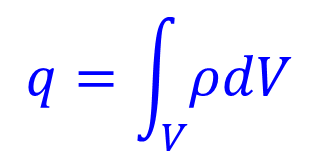 q = ∫_V ρdV